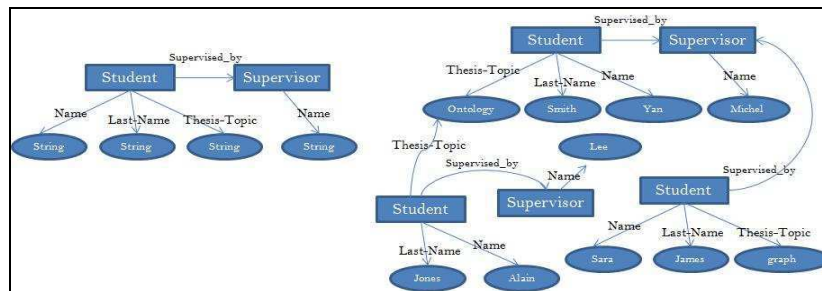 Supervised_by
Student
Supervisor
Name
Last-Name
Thesis-Topic
Name
String
String
String
String
Supervised_by
Student
Supervisor
Thesis-Topic
Last-Name
Name
Name
Ontology
Smith
Yan
Michel
Thesis-Topic
Lee
Supervised_by
Name
Supervised_by
Student
Supervisor
Student
Last-Name
Name
Name
Last-Name
Thesis-Topic
Jones
Alain
Sara
James
graph